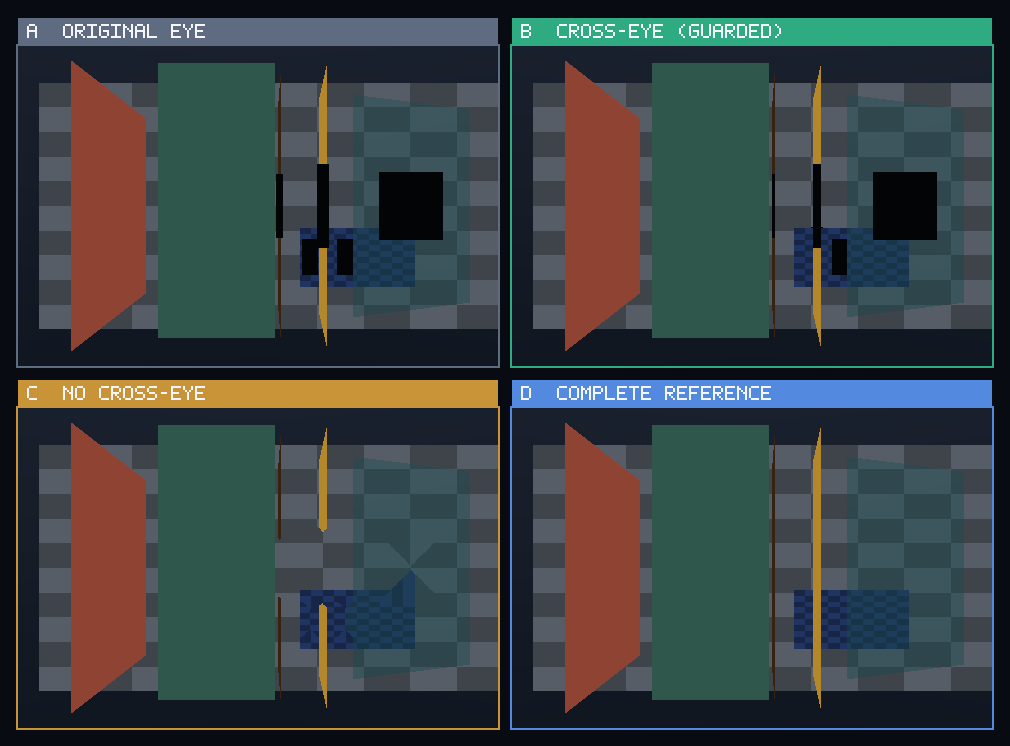 A ORIGINAL EYE
B CROSS-EYE (GUARDED)
C NO CROSS-EYE
D COMPLETE REFERENCE